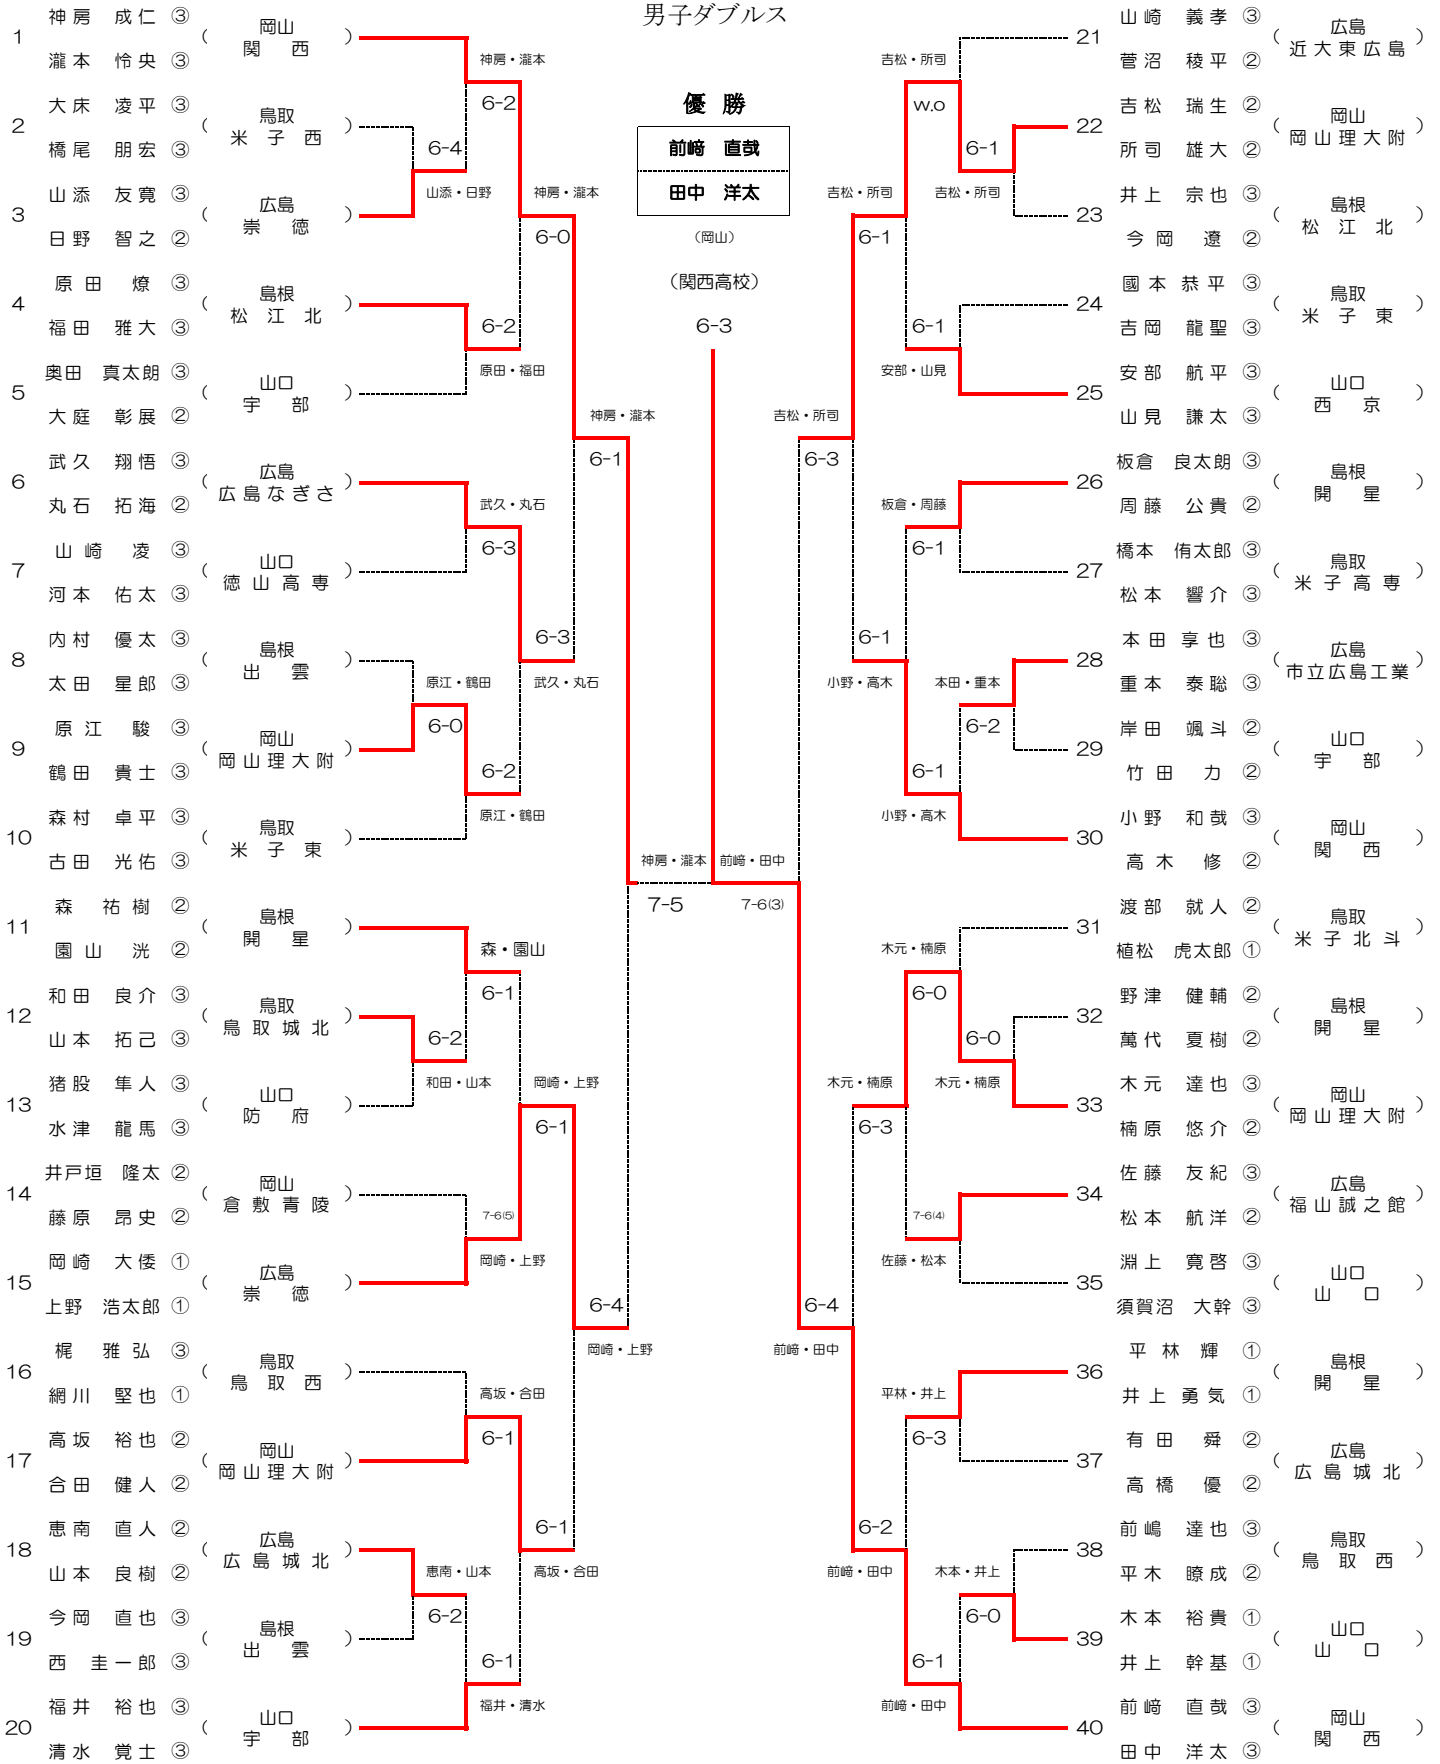 男子ダブルス
優 勝
前﨑 直哉
田中 洋太
(岡山)
(関西高校)
6-3
1
神房 成仁 ③
瀧本 怜央 ③
( 岡山 関 西 )
2
大床 凌平 ③
橋尾 朋宏 ③
( 鳥取 米子西 )
3
山添 友寛 ③
日野 智之 ②
( 広島 崇 徳 )
4
原田 燎 ③
福田 雅大 ③
( 島根 松江北 )
5
奥田 真太朗 ③
大庭 彰展 ②
( 山口 宇 部 )
6
武久 翔悟 ③
丸石 拓海 ②
( 広島 広島なぎさ )
7
山崎 凌 ③
河本 佑太 ③
( 山口 徳山高専 )
8
内村 優太 ③
太田 星郎 ③
( 島根 出 雲 )
9
原江 駿 ③
鶴田 貴士 ③
( 岡山 岡山理大附 )
10
森村 卓平 ③
古田 光佑 ③
( 鳥取 米子東 )
11
森 祐樹 ②
園山 洸 ②
( 島根 開 星 )
12
和田 良介 ③
山本 拓己 ③
( 鳥取 鳥取城北 )
13
猪股 隼人 ③
水津 龍馬 ③
( 山口 防 府 )
14
井戸垣 隆太 ②
藤原 昂史 ②
( 岡山 倉敷青陵 )
15
岡崎 大倭 ①
上野 浩太郎 ①
( 広島 崇 徳 )
16
梶 雅弘 ③
網川 堅也 ①
( 鳥取 鳥取西 )
17
高坂 裕也 ②
合田 健人 ②
( 岡山 岡山理大附 )
18
恵南 直人 ②
山本 良樹 ②
( 広島 広島城北 )
19
今岡 直也 ③
西 圭一郎 ③
( 島根 出 雲 )
20
福井 裕也 ③
清水 覚士 ③
( 山口 宇 部 )
神房・瀧本
6-2
6-4
山添・日野
神房・瀧本
6-0
6-2
原田・福田
神房・瀧本
6-1
武久・丸石
6-3
6-3
武久・丸石
原江・鶴田
6-0
6-2
原江・鶴田
神房・瀧本
7-5
森・園山
6-1
6-2
和田・山本
岡崎・上野
6-1
7-6(5)
岡崎・上野
6-4
岡崎・上野
高坂・合田
6-1
6-1
高坂・合田
恵南・山本
6-2
6-1
福井・清水
前﨑・田中
7-6(3)
吉松・所司
w.o
6-1
吉松・所司
吉松・所司
6-1
6-1
安部・山見
吉松・所司
6-3
板倉・周藤
6-1
6-1
小野・高木
本田・重本
6-2
6-1
小野・高木
木元・楠原
6-0
6-0
木元・楠原
木元・楠原
6-3
7-6(4)
佐藤・松本
6-4
前﨑・田中
平林・井上
6-3
6-2
前﨑・田中
木本・井上
6-0
6-1
前﨑・田中
21
山崎 義孝 ③
菅沼 稜平 ②
( 広島 近大東広島 )
22
吉松 瑞生 ②
所司 雄大 ②
( 岡山 岡山理大附 )
23
井上 宗也 ③
今岡 遼 ②
( 島根 松江北 )
24
國本 恭平 ③
吉岡 龍聖 ③
( 鳥取 米子東 )
25
安部 航平 ③
山見 謙太 ③
( 山口 西 京 )
26
板倉 良太朗 ③
周藤 公貴 ②
( 島根 開 星 )
27
橋本 侑太郎 ③
松本 響介 ③
( 鳥取 米子高専 )
28
本田 享也 ③
重本 泰聡 ③
( 広島 市立広島工業 )
29
岸田 颯斗 ②
竹田 力 ②
( 山口 宇 部 )
30
小野 和哉 ③
高木 修 ②
( 岡山 関 西 )
31
渡部 就人 ②
植松 虎太郎 ①
( 鳥取 米子北斗 )
32
野津 健輔 ②
萬代 夏樹 ②
( 島根 開 星 )
33
木元 達也 ③
楠原 悠介 ②
( 岡山 岡山理大附 )
34
佐藤 友紀 ③
松本 航洋 ②
( 広島 福山誠之館 )
35
淵上 寛啓 ③
須賀沼 大幹 ③
( 山口 山 口 )
36
平林 輝 ①
井上 勇気 ①
( 島根 開 星 )
37
有田 舜 ②
高橋 優 ②
( 広島 広島城北 )
38
前嶋 達也 ③
平木 瞭成 ②
( 鳥取 鳥取西 )
39
木本 裕貴 ①
井上 幹基 ①
( 山口 山 口 )
40
前﨑 直哉 ③
田中 洋太 ③
( 岡山 関 西 )